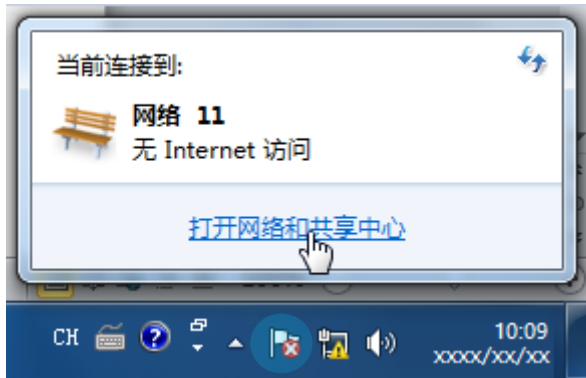 当前连接到:
网络 11
无 Internet 访问
打开网络和共享中心
CH
10:09
xxxx/xx/xx